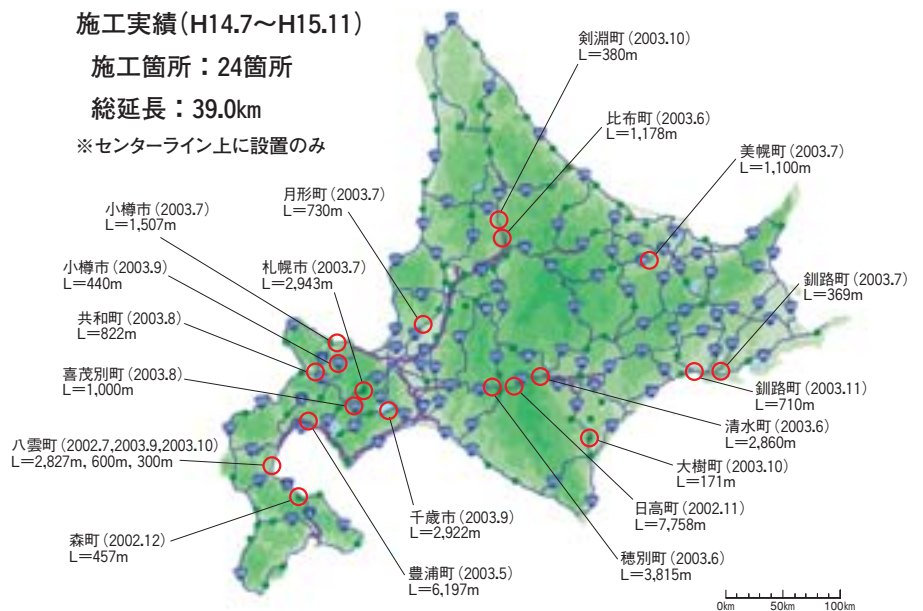 施工実績(H14.7～H15.11)
施工箇所：24箇所
総延長：39.0km
※センターライン上に設置のみ
剣淵町(2003.10)
L=380m
比布町(2003.6)
L=1,178m
美幌町(2003.7)
L=1,100m
月形町(2003.7)
L=730m
小樽市(2003.7)
L=1,507m
小樽市(2003.9)
L=440m
札幌市(2003.7)
L=2,943m
釧路町(2003.7)
L=369m
共和町(2003.8)
L=822m
喜茂別町(2003.8)
L=1,000m
釧路町(2003.11)
L=710m
清水町(2003.6)
L=2,860m
八雲町(2002.7,2003.9,2003.10)
L=2,827m, 600m, 300m
大樹町(2003.10)
L=171m
日高町(2002.11)
L=7,758m
千歳市(2003.9)
L=2,922m
森町(2002.12)
L=457m
穂別町(2003.6)
L=3,815m
豊浦町(2003.5)
L=6,197m
0km 50km 100km